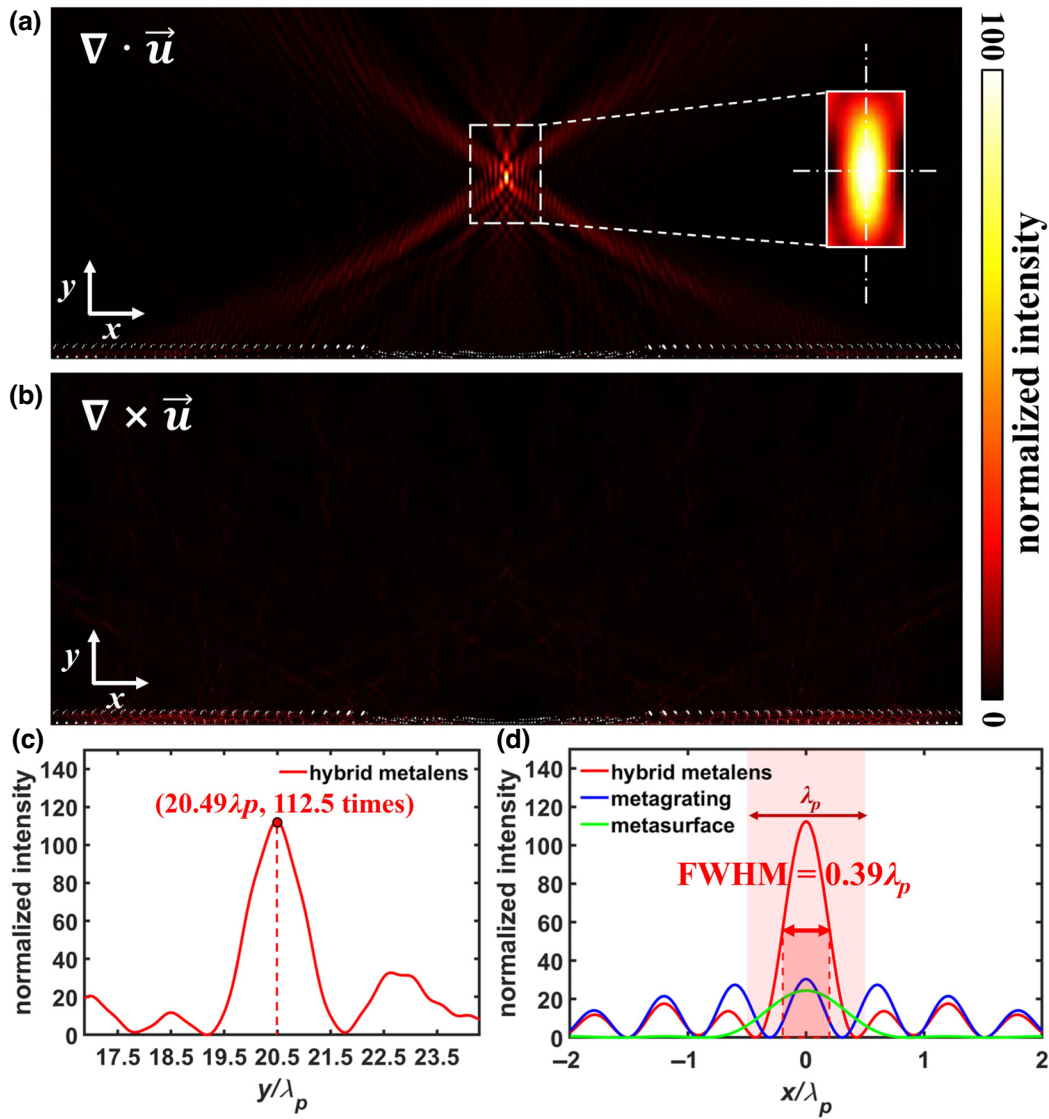 (a)
∇ · u⃗
y
x
100
normalized intensity
0
(b)
∇ × u⃗
y
x
(c)
140
120
100
80
60
40
20
0
normalized intensity
hybrid metalens
(20.49λp, 112.5 times)
17.5 18.5 19.5 20.5 21.5 22.5 23.5
y/λp
(d)
140
120
100
80
60
40
20
0
normalized intensity
hybrid metalens
metagrating
metasurface
λp
FWHM = 0.39λp
−2 −1 0 1 2
x/λp